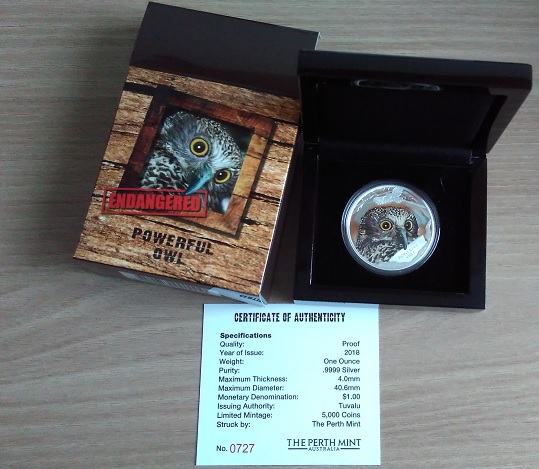 ENDANGERED
POWERFUL
OWL
CERTIFICATE OF AUTHENTICITY
Specifications
Quality: Proof
Year of Issue: 2018
Weight: One Ounce
Purity: .9999 Silver
Maximum Thickness: 4.0mm
Maximum Diameter: 40.6mm
Monetary Denomination: $1.00
Issuing Authority: Tuvalu
Limited Mintage: 5,000 Coins
Struck by: The Perth Mint
No. 0727
THE PERTH MINT
AUSTRALIA